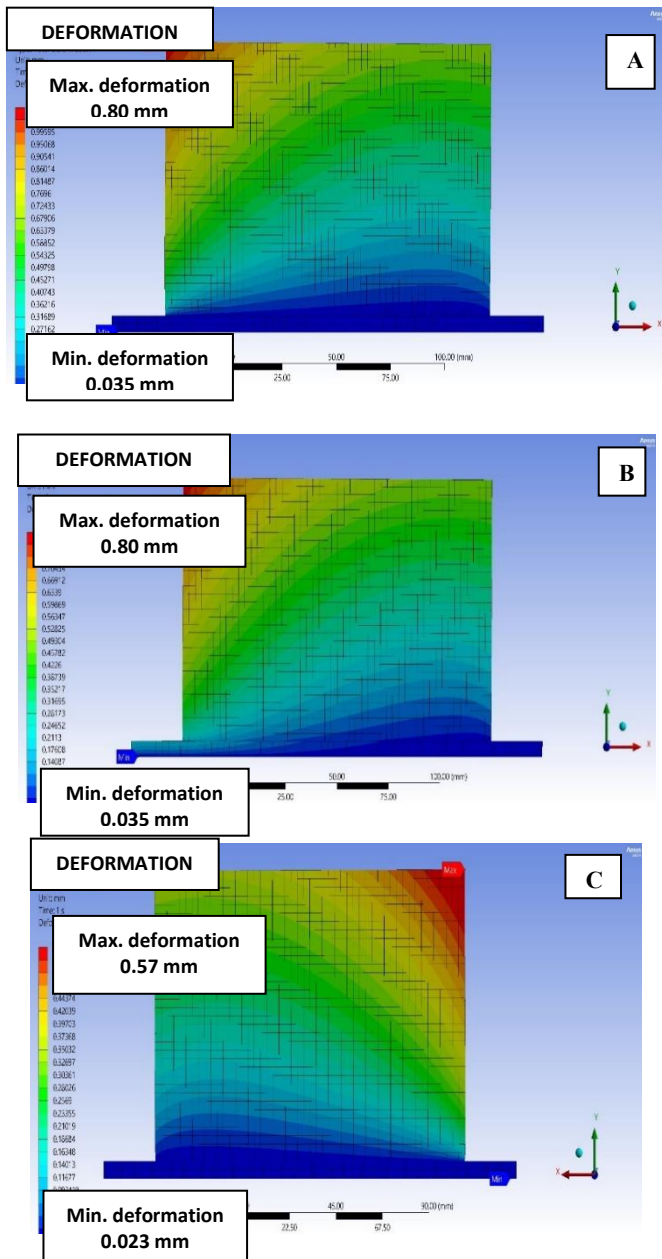 DEFORMATION
A
Max. deformation
0.80 mm
0.99595
0.95068
0.90541
0.86014
0.81487
0.7696
0.72433
0.67906
0.63379
0.58852
0.54325
0.49798
0.45271
0.40743
0.36216
0.31689
0.27162
Y
X
Min. deformation
0.035 mm
50.00
100.00 (mm)
25.00
75.00
DEFORMATION
B
Max. deformation
0.80 mm
0.66912
0.6339
0.59869
0.56347
0.52825
0.49304
0.45782
0.4226
0.38739
0.35217
0.31695
0.28173
0.24652
0.2113
0.17608
0.14087
Min
Y
X
Min. deformation
0.035 mm
50.00
100.00 (mm)
25.00
75.00
DEFORMATION
C
Max
Unit: mm
Time: 1 s
Max. deformation
0.57 mm
0.44374
0.42039
0.39703
0.37368
0.35032
0.32697
0.30361
0.28026
0.2569
0.23355
0.21019
0.18684
0.16348
0.14013
0.11677
Min
Y
X
Min. deformation
0.023 mm
45.00
90.00 (mm)
22.50
67.50